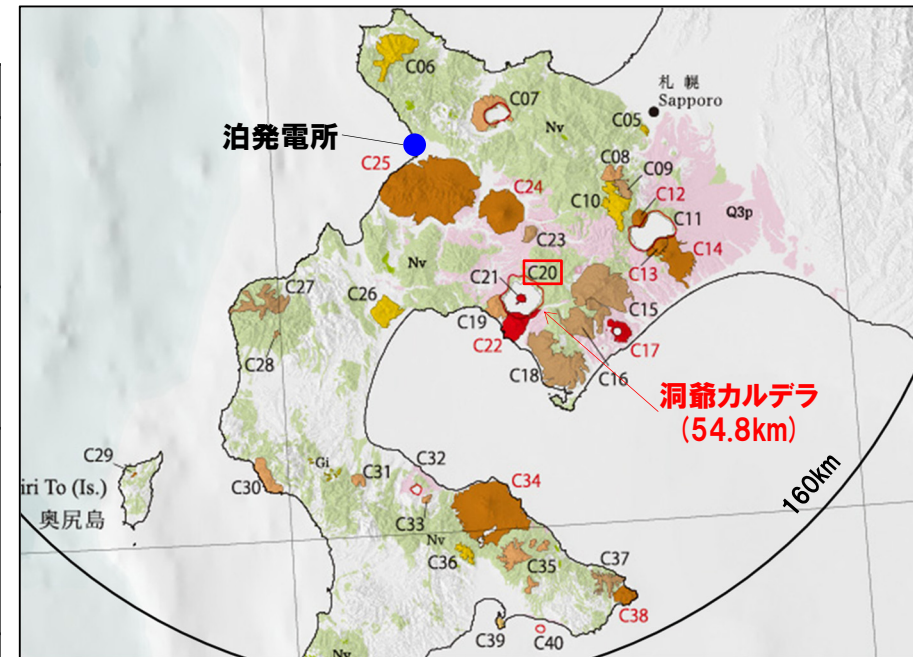 C06
C07
札 幌
Sapporo
Nv
C05
泊発電所
C25
C24
C08
C09
C10
C12
C11
Q3p
C23
C14
C13
Nv
C21
C20
C27
C26
C15
C19
C22
C17
C28
C18
C16
洞爺カルデラ
(54.8km)
C29
C32
Gi
C31
C34
160km
iri To (Is.)
C30
奥尻島
C33
Nv
C36
C35
C37
C38
C39
C40
Nv